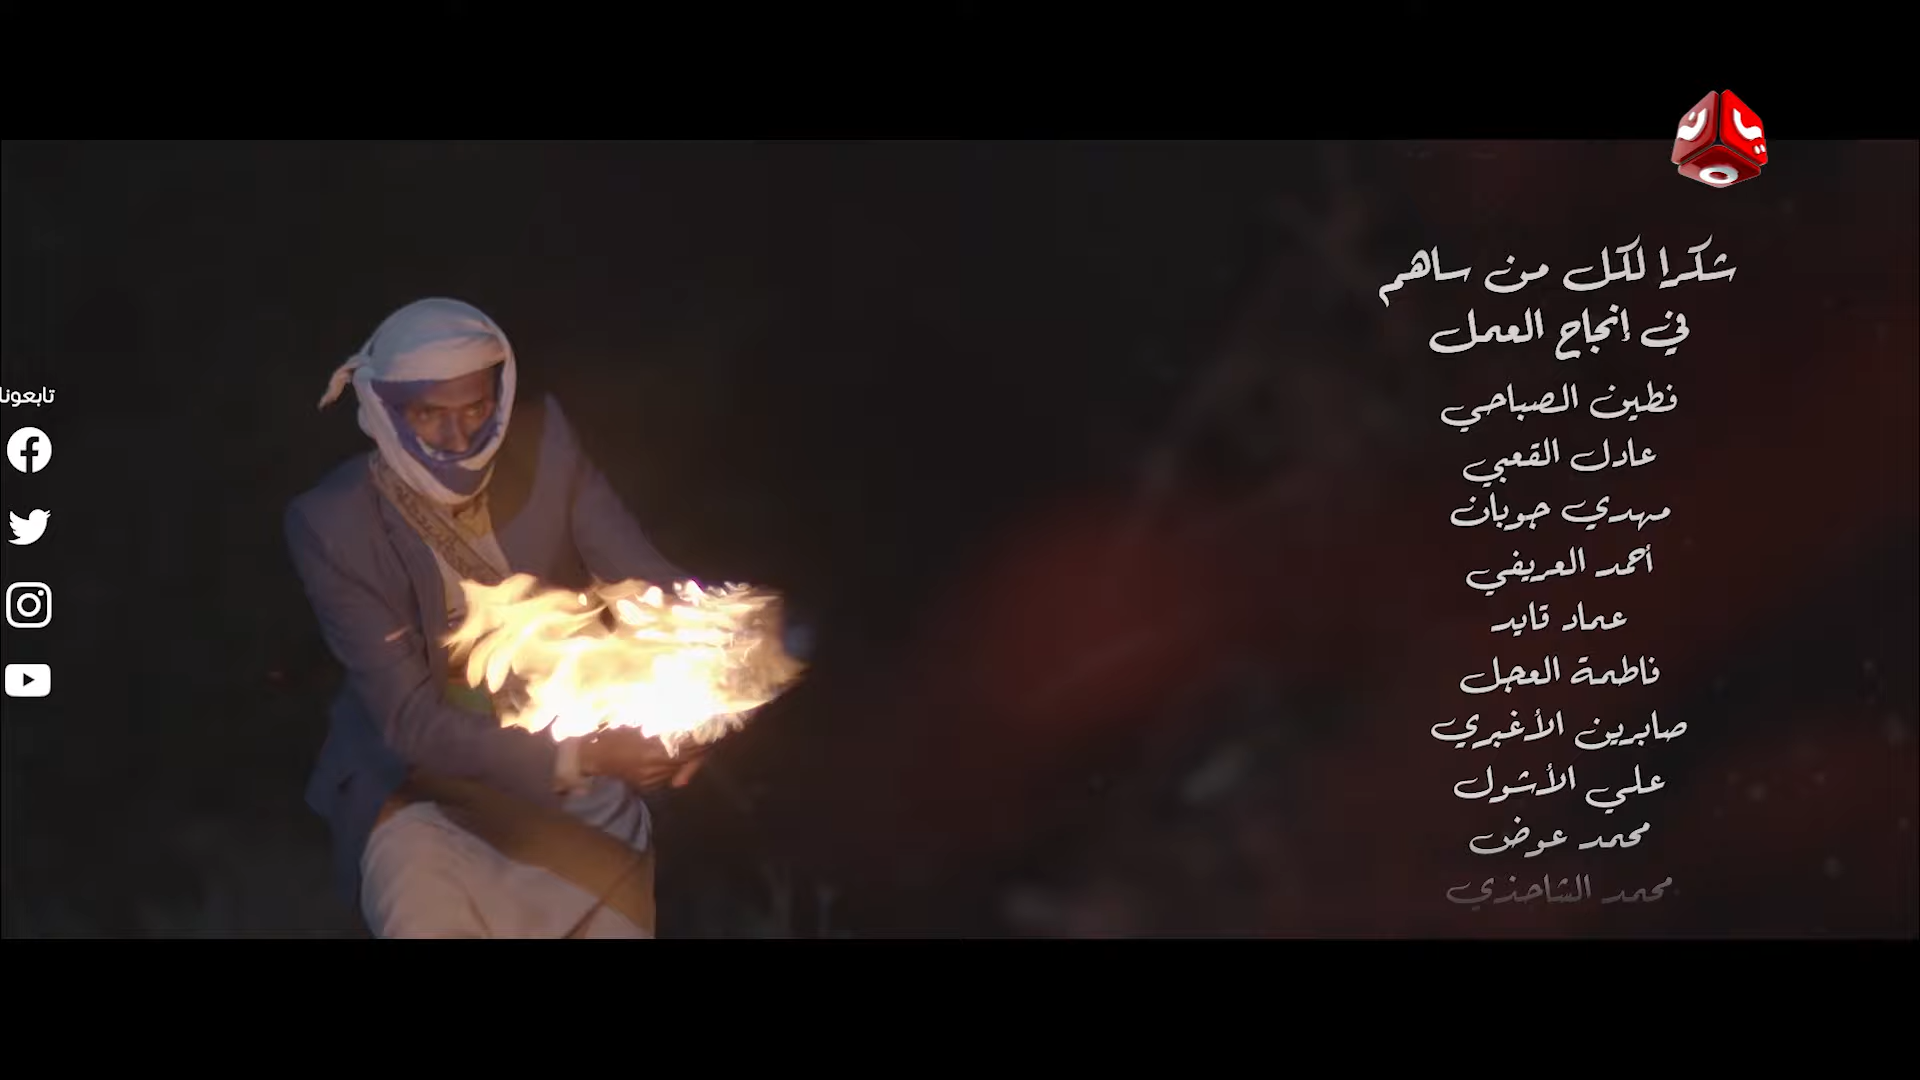 شكرا لكل من ساهم
في إنجاح العمل
فطين الصباحي
عادل القعبي
مهدي جوبان
أحمد العريفي
عماد قايد
فاطمة العجل
صابرين الأغبري
علي الأشول
محمد عوض
محمد الشاحذي
تابعونا